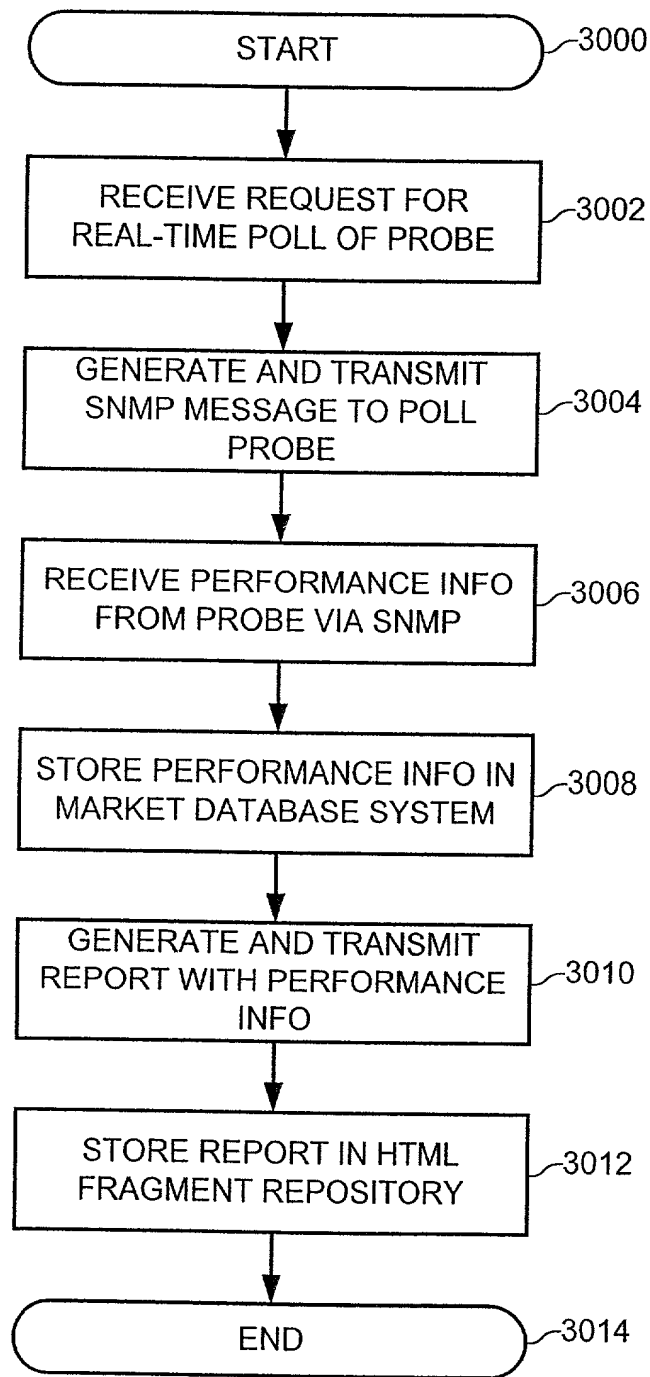 START
3000
RECEIVE REQUEST FOR
REAL-TIME POLL OF PROBE
3002
GENERATE AND TRANSMIT
SNMP MESSAGE TO POLL
PROBE
3004
RECEIVE PERFORMANCE INFO
FROM PROBE VIA SNMP
3006
STORE PERFORMANCE INFO IN
MARKET DATABASE SYSTEM
3008
GENERATE AND TRANSMIT
REPORT WITH PERFORMANCE
INFO
3010
STORE REPORT IN HTML
FRAGMENT REPOSITORY
3012
END
3014